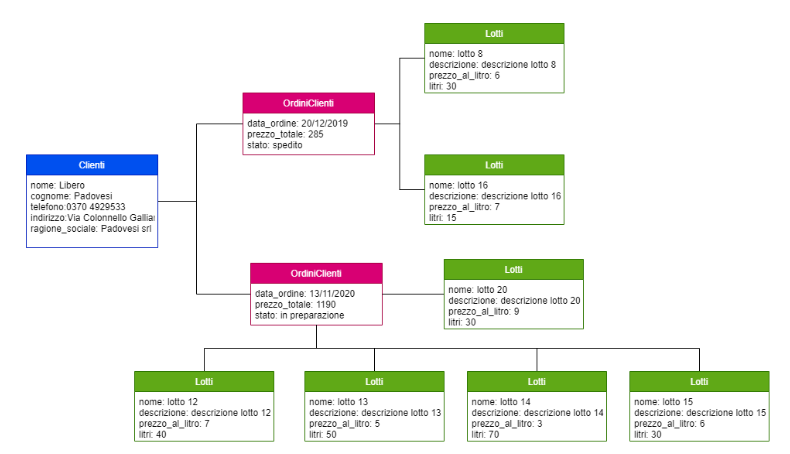 Lotti
nome: lotto 8
descrizione: descrizione lotto 8
prezzo_al_litro: 6
litri: 30
OrdiniClienti
data_ordine: 20/12/2019
prezzo_totale: 285
stato: spedito
Clienti
nome: Libero
cognome: Padovesi
telefono:0370 4929533
indirizzo:Via Colonnello Gallia
ragione_sociale: Padovesi srl
Lotti
nome: lotto 16
descrizione: descrizione lotto 16
prezzo_al_litro: 7
litri: 15
OrdiniClienti
data_ordine: 13/11/2020
prezzo_totale: 1190
stato: in preparazione
Lotti
nome: lotto 20
descrizione: descrizione lotto 20
prezzo_al_litro: 9
litri: 30
Lotti
nome: lotto 12
descrizione: descrizione lotto 12
prezzo_al_litro: 7
litri: 40
Lotti
nome: lotto 13
descrizione: descrizione lotto 13
prezzo_al_litro: 5
litri: 50
Lotti
nome: lotto 14
descrizione: descrizione lotto 14
prezzo_al_litro: 3
litri: 70
Lotti
nome: lotto 15
descrizione: descrizione lotto 15
prezzo_al_litro: 6
litri: 30